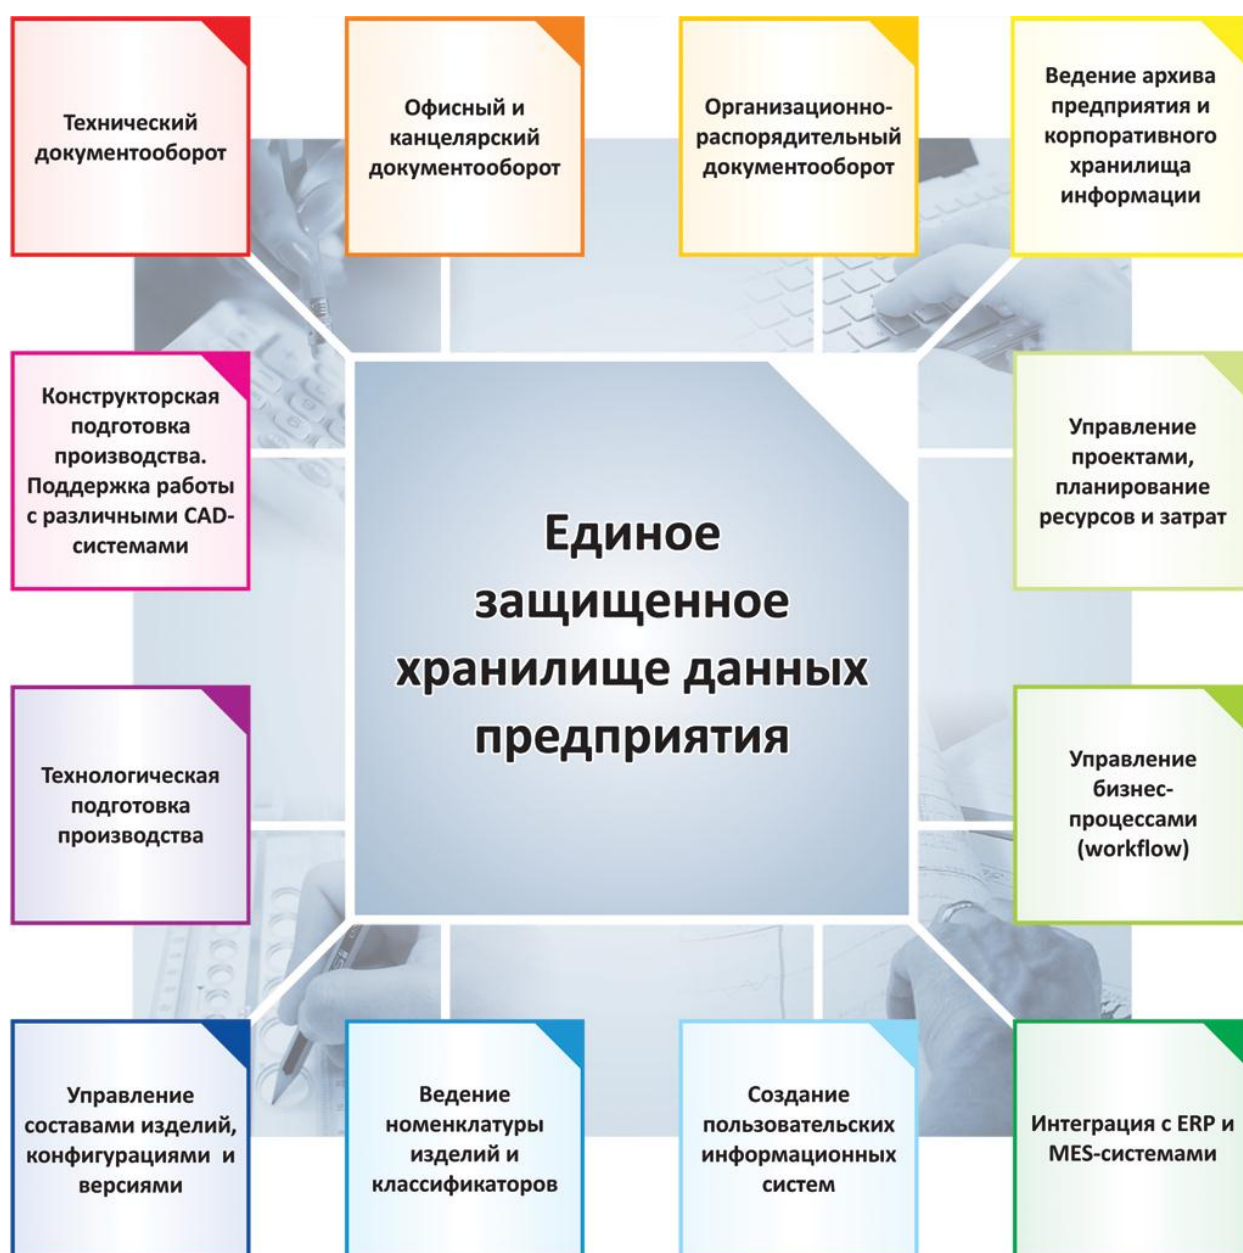 Технический
документооборот
Офисный и
канцелярский
документооборот
Организационно-
распорядительный
документооборот
Ведение архива
предприятия и
корпоративного
хранилища
информации
Конструкторская
подготовка
производства.
Поддержка работы
с различными CAD-
системами
Управление
проектами,
планирование
ресурсов и затрат
Единое
защищенное
хранилище данных
предприятия
Технологическая
подготовка
производства
Управление
бизнес-
процессами
(workflow)
Управление
составами изделий,
конфигурациями и
версиями
Ведение
номенклатуры
изделий и
классификаторов
Создание
пользовательских
информационных
систем
Интеграция с ERP и
MES-системами